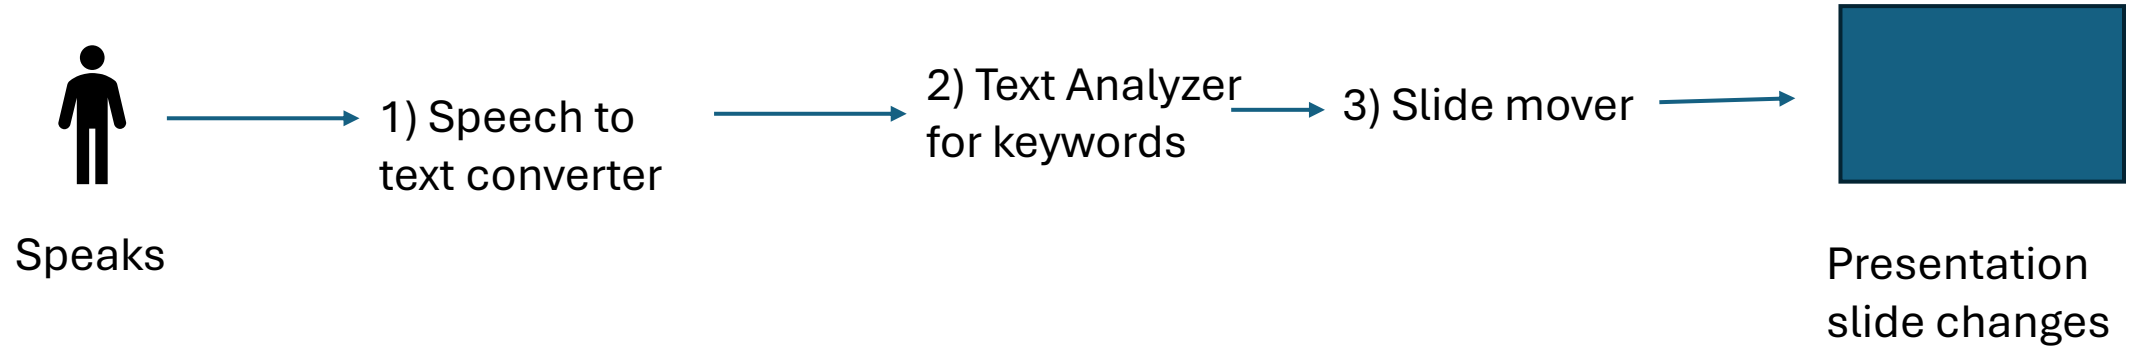 Speaks
1) Speech to
text converter
2) Text Analyzer
for keywords
3) Slide mover
Presentation
slide changes